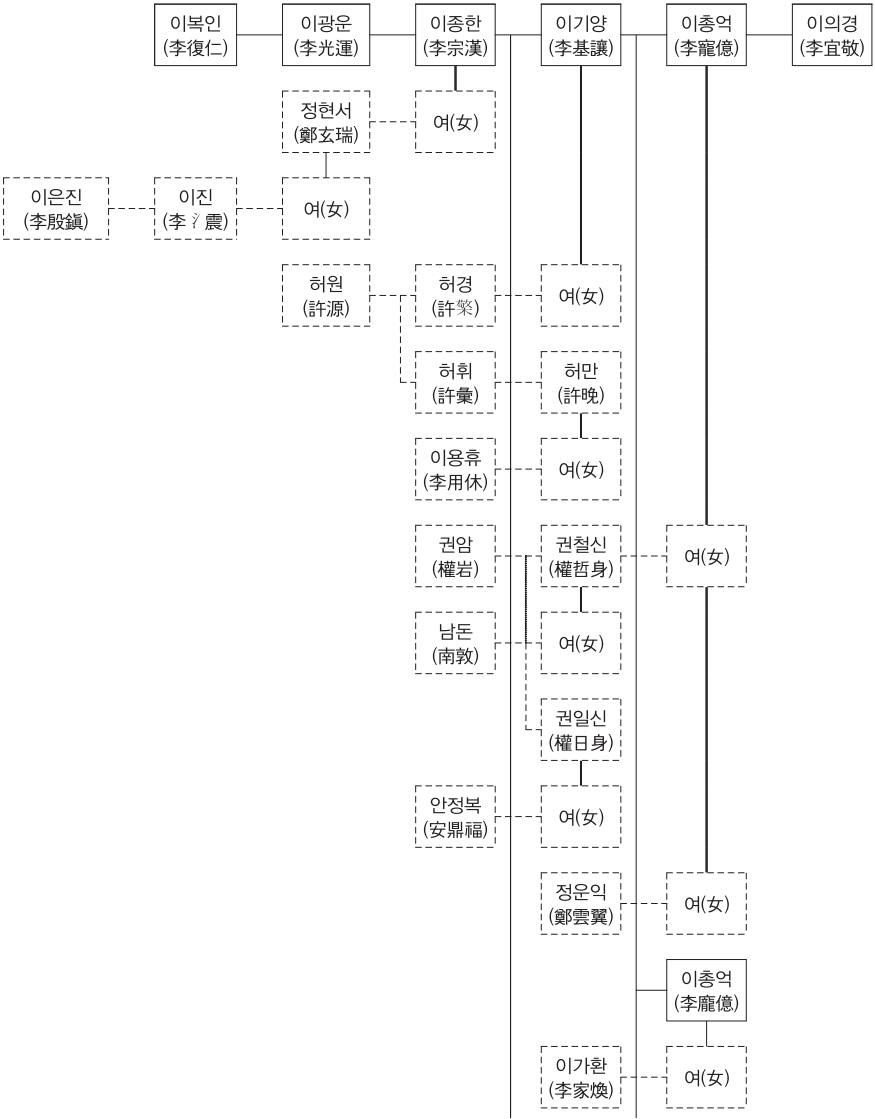 이복인
(李復仁)
이광운
(李光運)
이종한
(李宗漢)
이기양
(李基讓)
이총억
(李寵億)
이의경
(李宜敬)
정현서
(鄭玄瑞)
여(女)
이은진
(李殷鎭)
이진
(李氵震)
여(女)
허원
(許源)
허경
(許檠)
여(女)
허휘
(許彙)
허만
(許晚)
이용휴
(李用休)
여(女)
권암
(權岩)
권철신
(權哲身)
여(女)
남돈
(南敦)
여(女)
권일신
(權日身)
안정복
(安鼎福)
여(女)
정운익
(鄭雲翼)
여(女)
이총억
(李龐億)
이가환
(李家煥)
여(女)